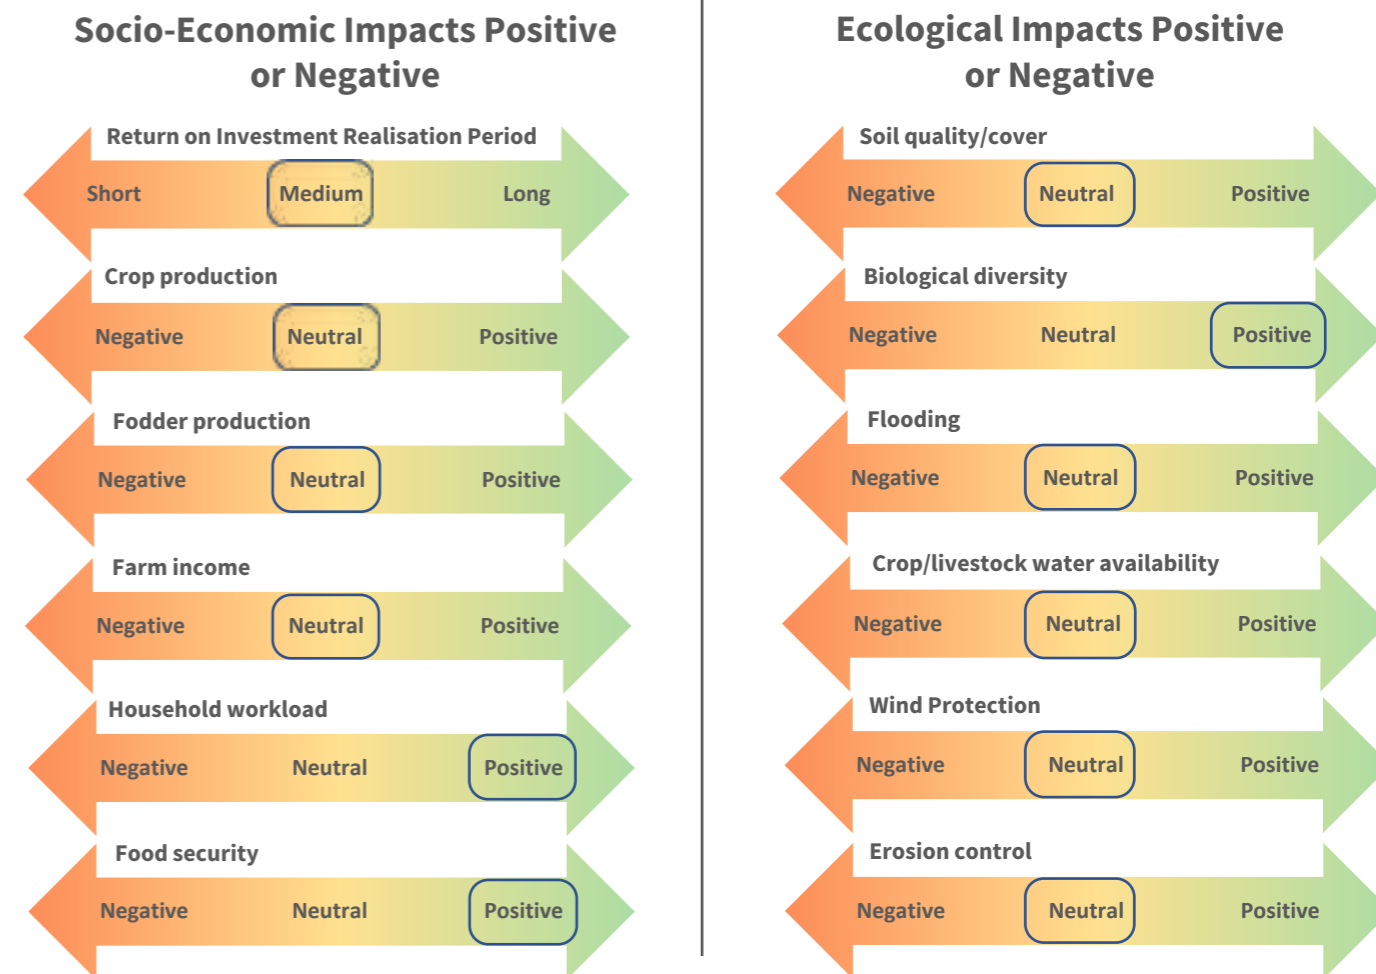 Socio-Economic Impacts Positive
or Negative
Return on Investment Realisation Period
Short Medium Long
Crop production
Negative Neutral Positive
Fodder production
Negative Neutral Positive
Farm income
Negative Neutral Positive
Household workload
Negative Neutral Positive
Food security
Negative Neutral Positive
Ecological Impacts Positive
or Negative
Soil quality/cover
Negative Neutral Positive
Biological diversity
Negative Neutral Positive
Flooding
Negative Neutral Positive
Crop/livestock water availability
Negative Neutral Positive
Wind Protection
Negative Neutral Positive
Erosion control
Negative Neutral Positive